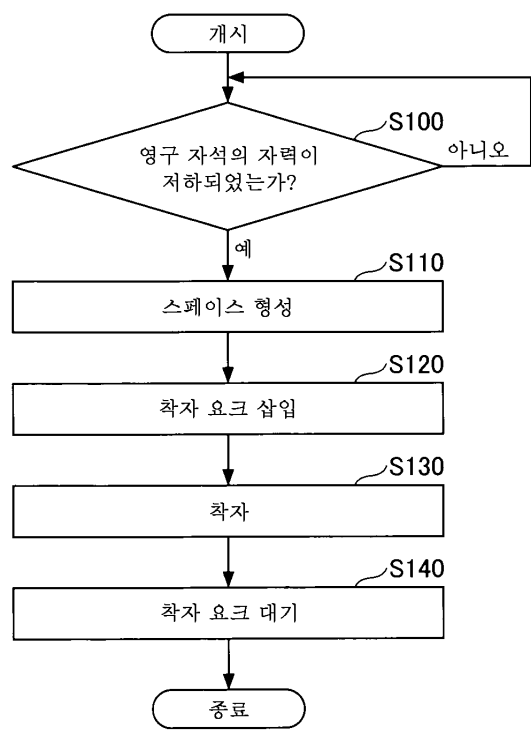 개시
S100
영구 자석의 자력이
저하되었는가?
아니오
예
S110
스페이스 형성
S120
착자 요크 삽입
S130
착자
S140
착자 요크 대기
종료